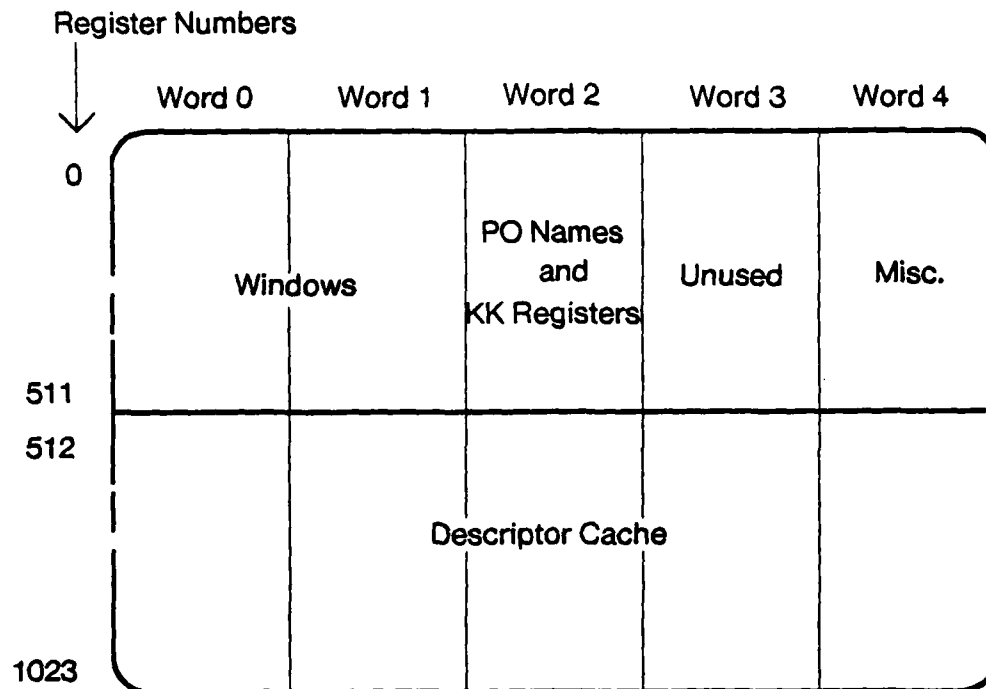 Register Numbers
Word 0 Word 1 Word 2 Word 3 Word 4
0
Windows
PO Names
and
KK Registers
Unused
Misc.
511
512
Descriptor Cache
1023